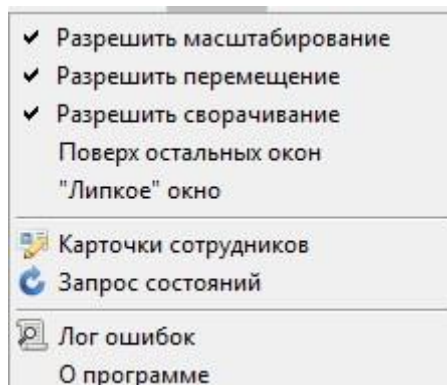 Разрешить масштабирование
Разрешить перемещение
Разрешить сворачивание
Поверх остальных окон
"Липкое" окно
Карточки сотрудников
Запрос состояний
Лог ошибок
О программе